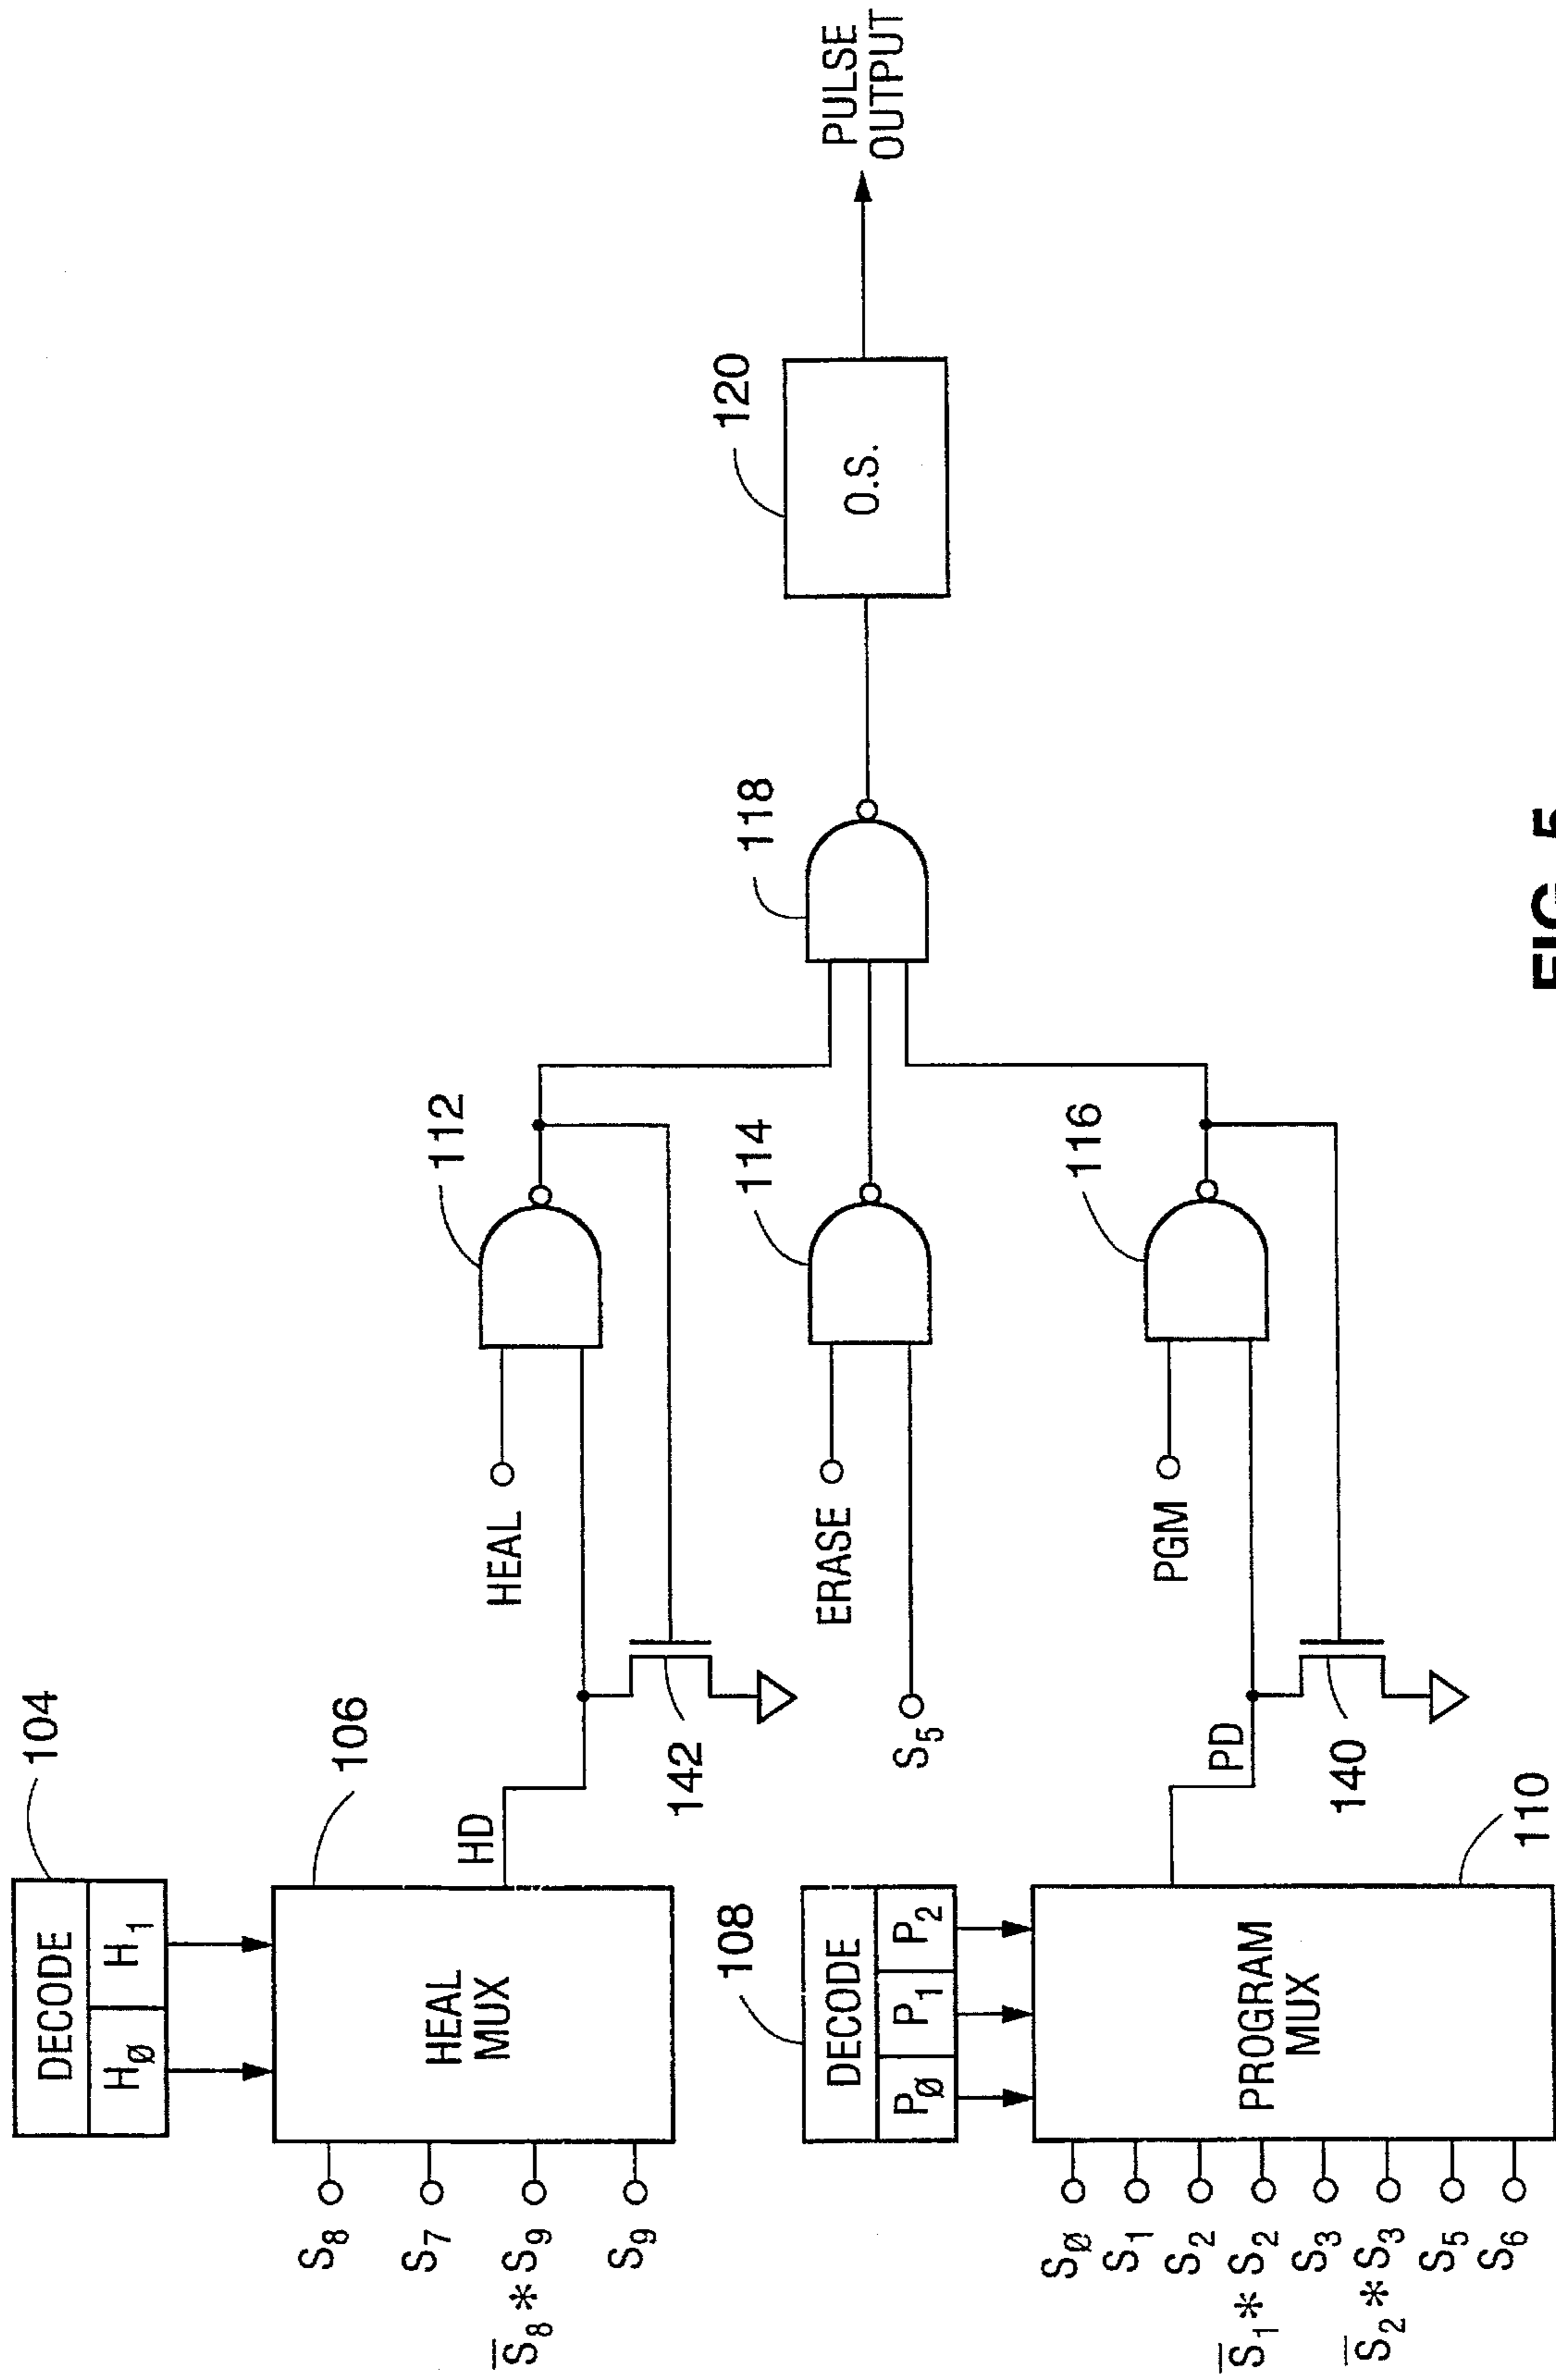 104
DECODE
Hø H1
106
HEAL
MUX
S8
S7
S̅8 * S9
S9
HD
142
HEAL
112
108
DECODE
Pø P1 P2
ERASE
S5
114
118
120
O.S.
PULSE
OUTPUT
PROGRAM
MUX
110
Sø
S1
S2
S̅1 * S2
S3
S̅2 * S3
S5
S6
PD
140
PGM
116
FIG. 5